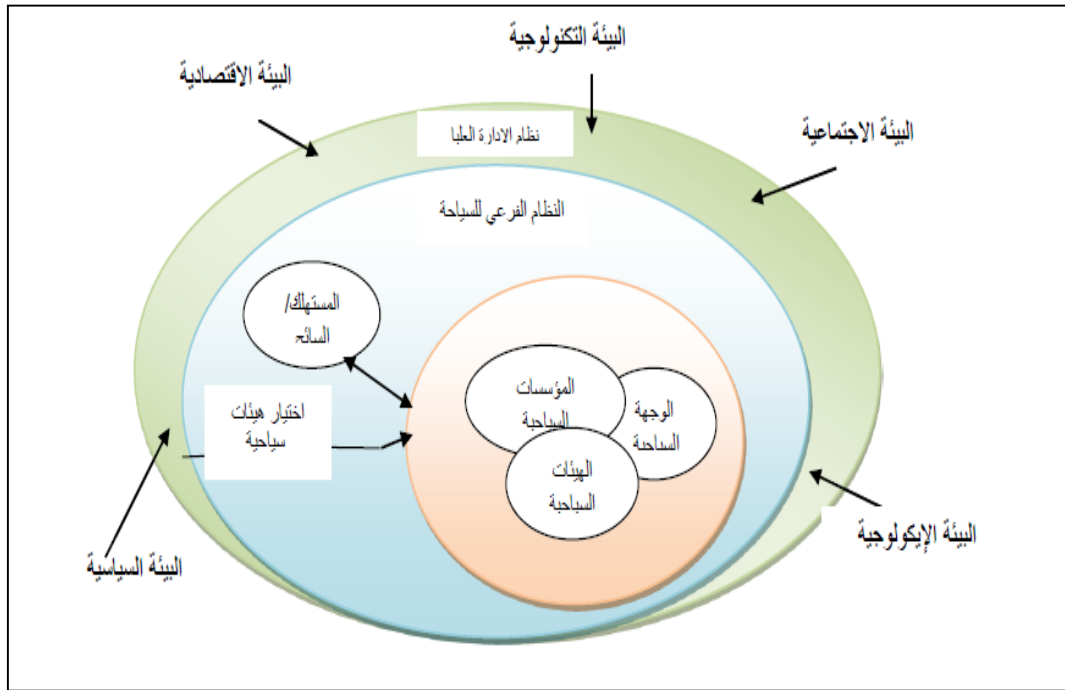 البيئة التكنولوجية
البيئة الاقتصادية
البيئة الاجتماعية
نظام الادارة العليا
النظام الفرعي للسياحة
المستهلك/
السائح
المؤسسات
السياحية
الوجهة
السياحية
اختيار هيئات
سياحية
الهيئات
السياحية
البيئة الإيكولوجية
البيئة السياسية